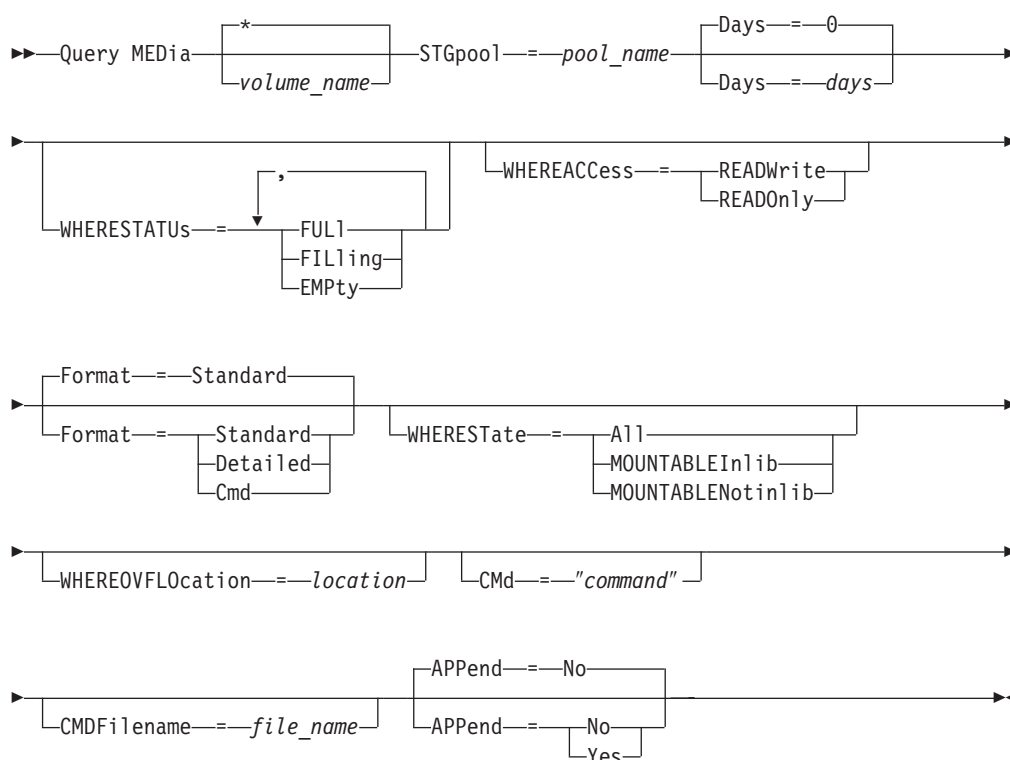 *
Query MEDia volume_name STGpool = pool_name
Days = 0
Days = days
WHERESTATUs =
,
FULl
FILling
EMPty
WHEREACCess =
READWrite
READOnly
Format = Standard
Format = Standard
Detailed
Cmd
WHERESTate =
All
MOUNTABLEInlib
MOUNTABLENotinlib
WHEREOVFLOcation = location
CMd = "command"
CMDFilename = file_name
APPend = No
APPend = No
Yes